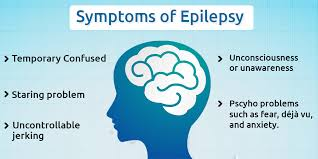 Symptoms of Epilepsy
Temporary Confused
Staring problem
Uncontrollable
jerking
Unconsciousness
or unawareness
Pscyho problems
such as fear, déjà vu,
and anxiety.